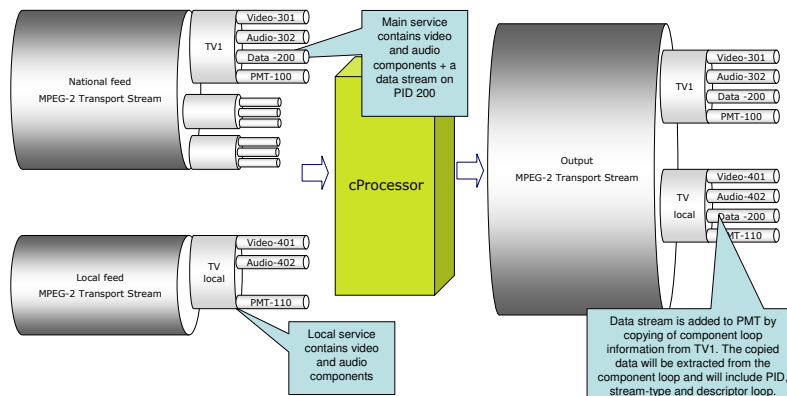 Video-301
Audio-302
Data -200
PMT-100
TV1
National feed
MPEG-2 Transport Stream
Main service
contains video
and audio
components + a
data stream on
PID 200
cProcessor
Video-401
Audio-402
PMT-110
TV
local
Local feed
MPEG-2 Transport Stream
Local service
contains video
and audio
components
Output
MPEG-2 Transport Stream
Video-301
Audio-302
Data -200
PMT-100
TV1
Video-401
Audio-402
Data -200
PMT-110
TV
local
Data stream is added to PMT by
copying of component loop
information from TV1. The copied
data will be extracted from the
component loop and will include PID,
stream-type and descriptor loop.